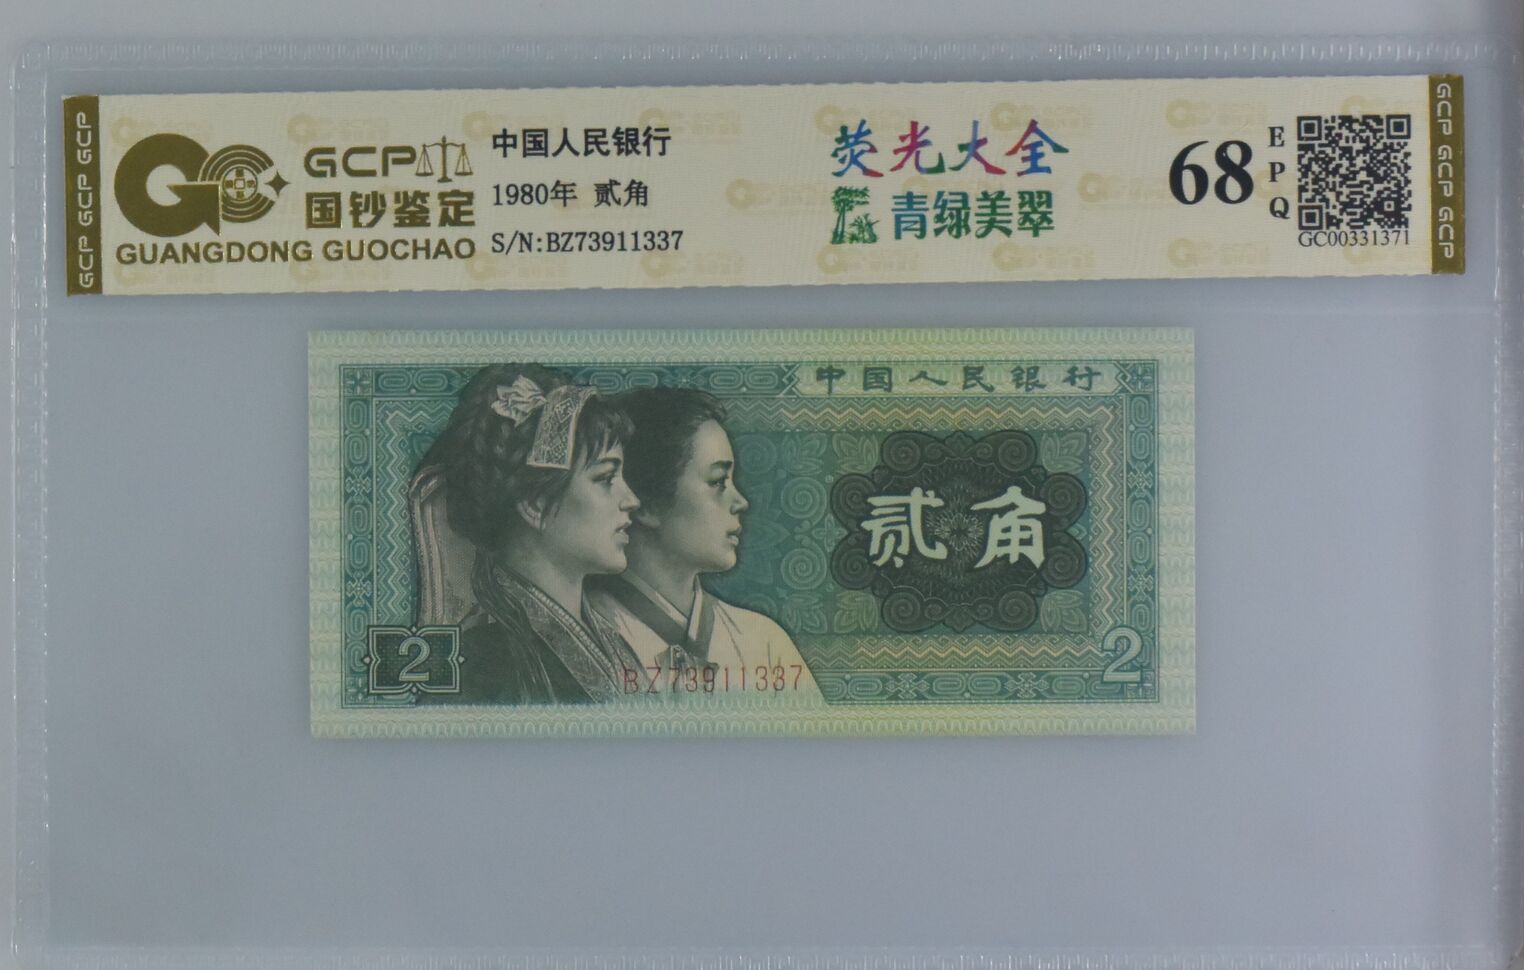 GCP GCP GCP
GCP
国钞鉴定
GUANGDONG GUOCHAO
中国人民银行
1980年 贰角
S/N:BZ73911337
荧光大全
青绿美翠
68
EPQ
GC00331371
GCP GCP GCP
中国人民银行
贰角
2
BZ73911337
2